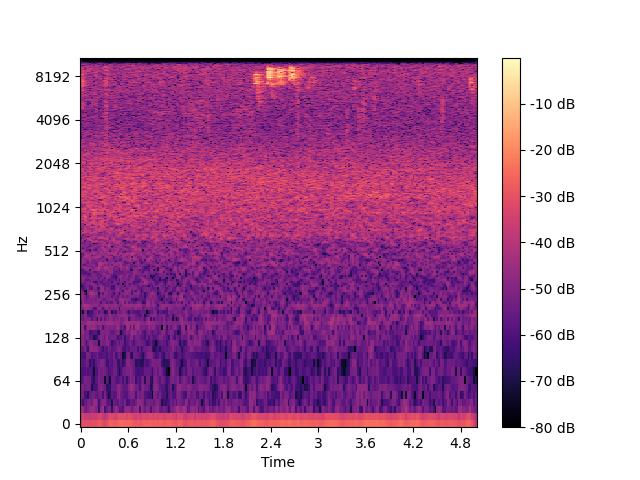 8192
4096
2048
1024
512
256
128
64
0
Hz
0 0.6 1.2 1.8 2.4 3 3.6 4.2 4.8
Time
-10 dB
-20 dB
-30 dB
-40 dB
-50 dB
-60 dB
-70 dB
-80 dB